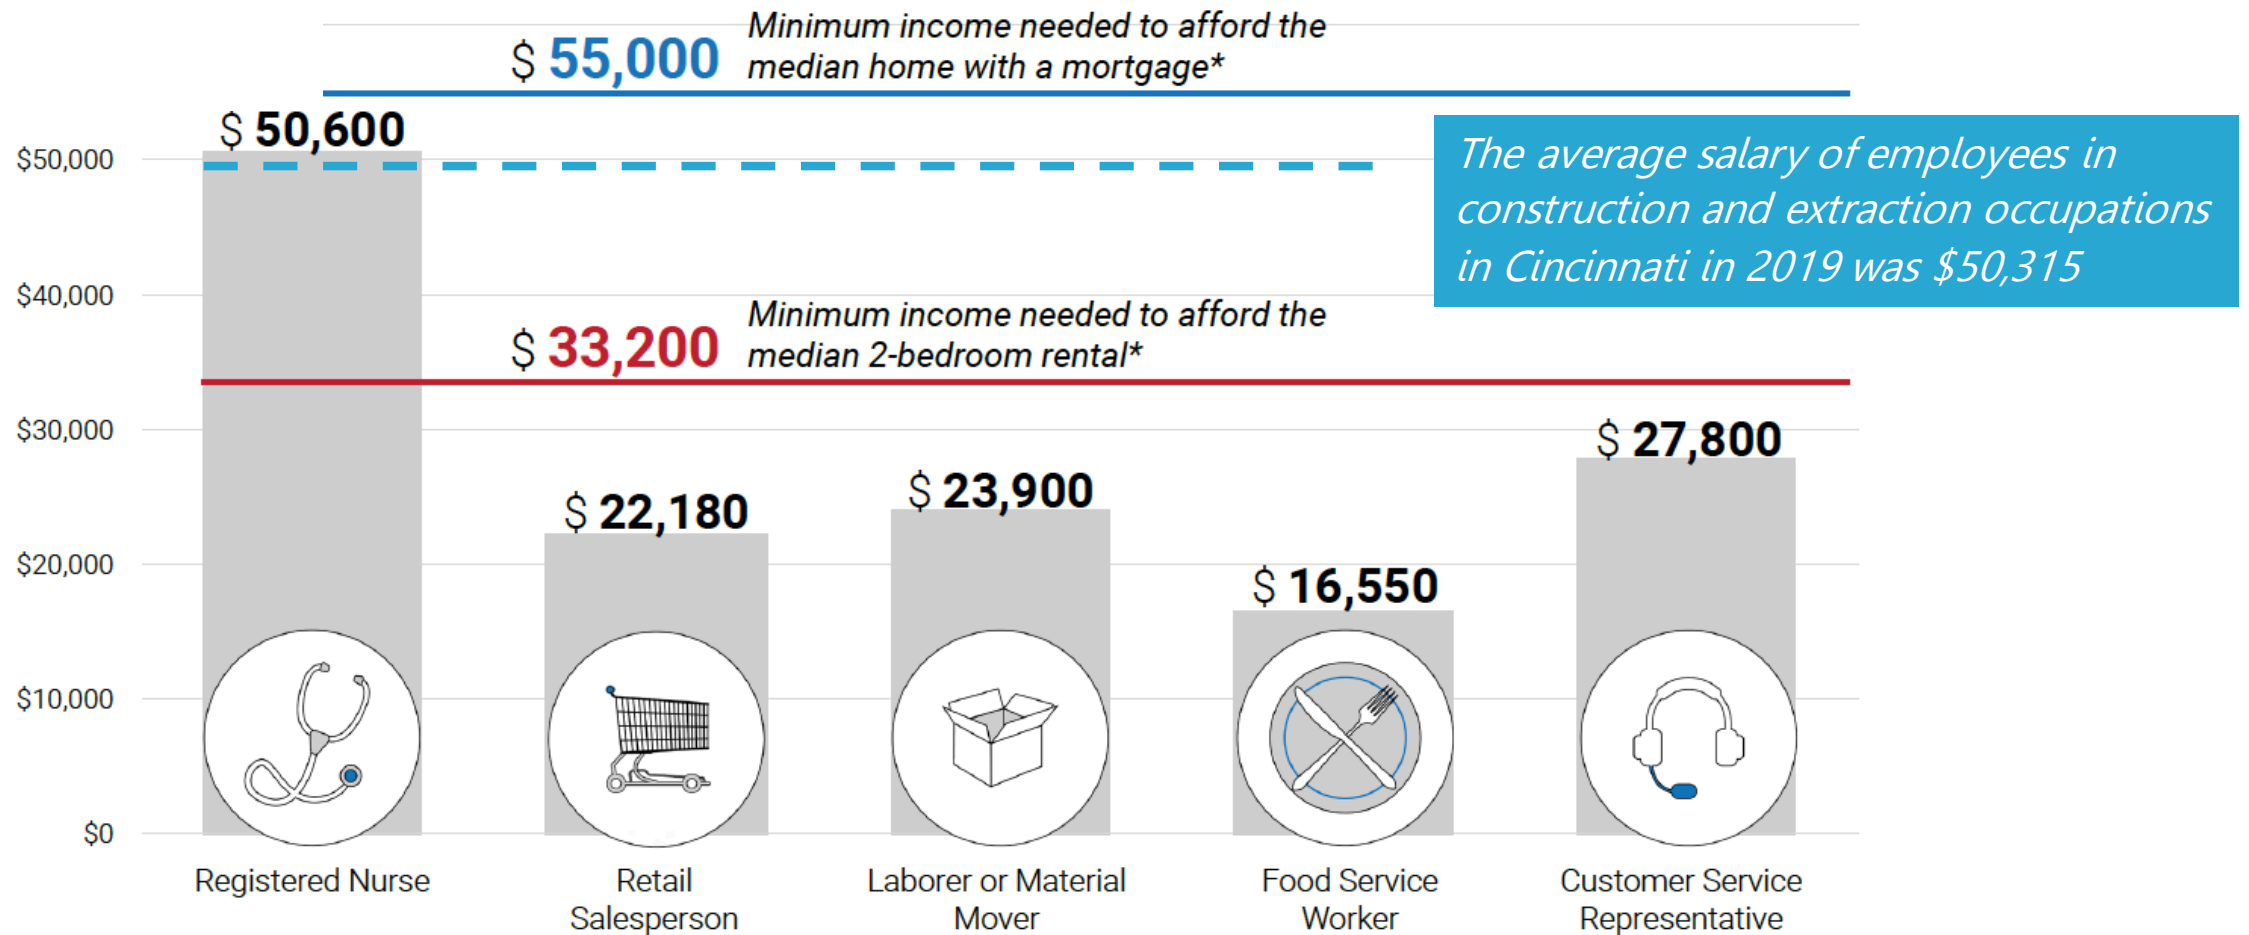 $ 55,000
Minimum income needed to afford the
median home with a mortgage*
$ 50,600
$50,000
The average salary of employees in
construction and extraction occupations
in Cincinnati in 2019 was $50,315
$40,000
$ 33,200
Minimum income needed to afford the
median 2-bedroom rental*
$30,000
$ 27,800
$ 22,180
$ 23,900
$20,000
$ 16,550
$10,000
$0
Registered Nurse
Retail
Salesperson
Laborer or Material
Mover
Food Service
Worker
Customer Service
Representative